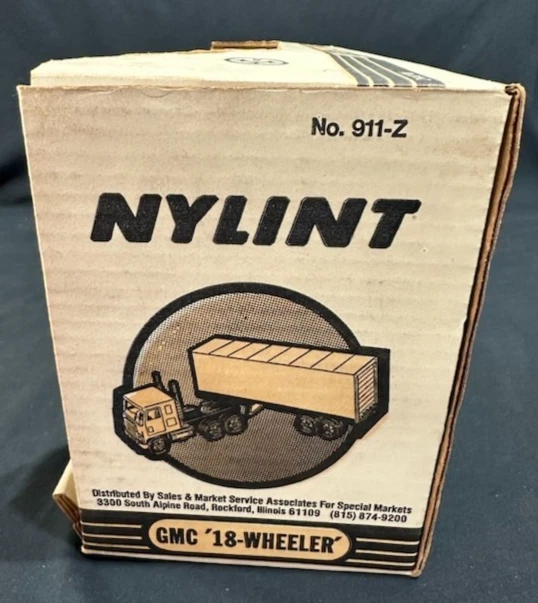 No. 911-Z
NYLINT
Distributed By Sales & Market Service Associates For Special Markets
3300 South Alpine Road, Rockford, Illinois 61109 (815) 874-9200
GMC '18-WHEELER'